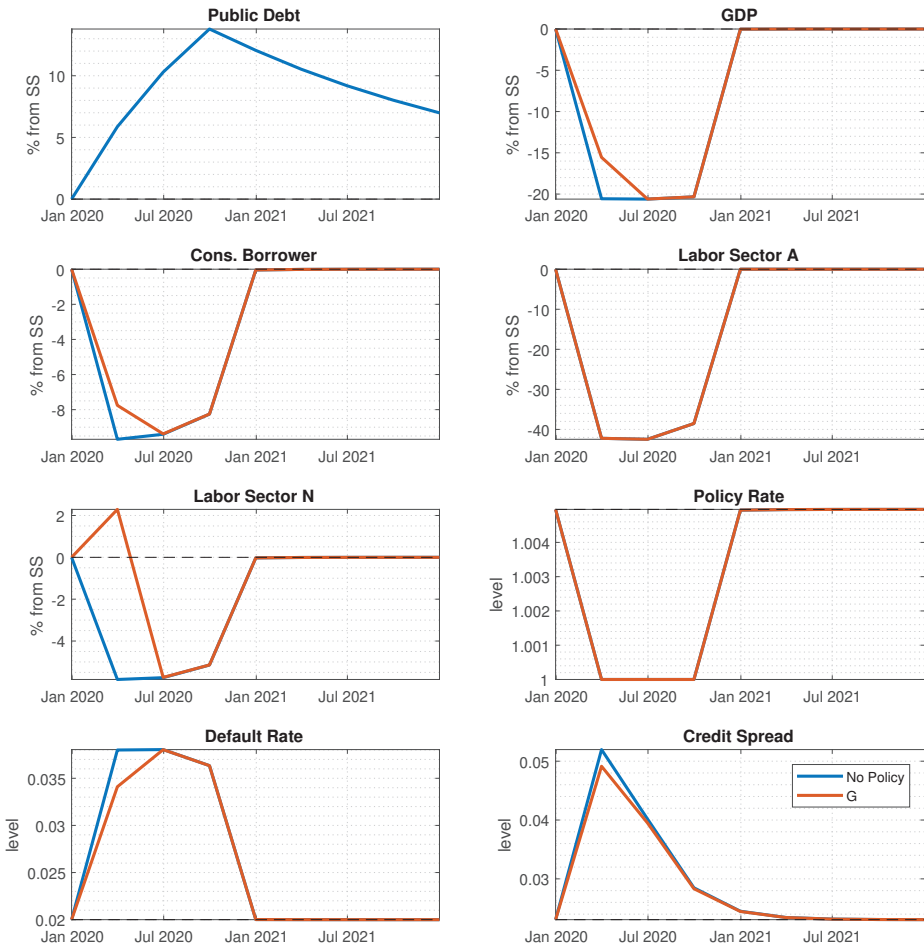 Public Debt
% from SS
10
5
0
Jan 2020 Jul 2020 Jan 2021 Jul 2021
GDP
% from SS
0
-5
-10
-15
-20
Jan 2020 Jul 2020 Jan 2021 Jul 2021
Cons. Borrower
% from SS
0
-2
-4
-6
-8
Jan 2020 Jul 2020 Jan 2021 Jul 2021
Labor Sector A
% from SS
0
-10
-20
-30
-40
Jan 2020 Jul 2020 Jan 2021 Jul 2021
Labor Sector N
% from SS
2
0
-2
-4
Jan 2020 Jul 2020 Jan 2021 Jul 2021
Policy Rate
level
1.004
1.003
1.002
1.001
1
Jan 2020 Jul 2020 Jan 2021 Jul 2021
Default Rate
level
0.035
0.03
0.025
0.02
Jan 2020 Jul 2020 Jan 2021 Jul 2021
Credit Spread
level
0.05
0.04
0.03
No Policy
G
Jan 2020 Jul 2020 Jan 2021 Jul 2021